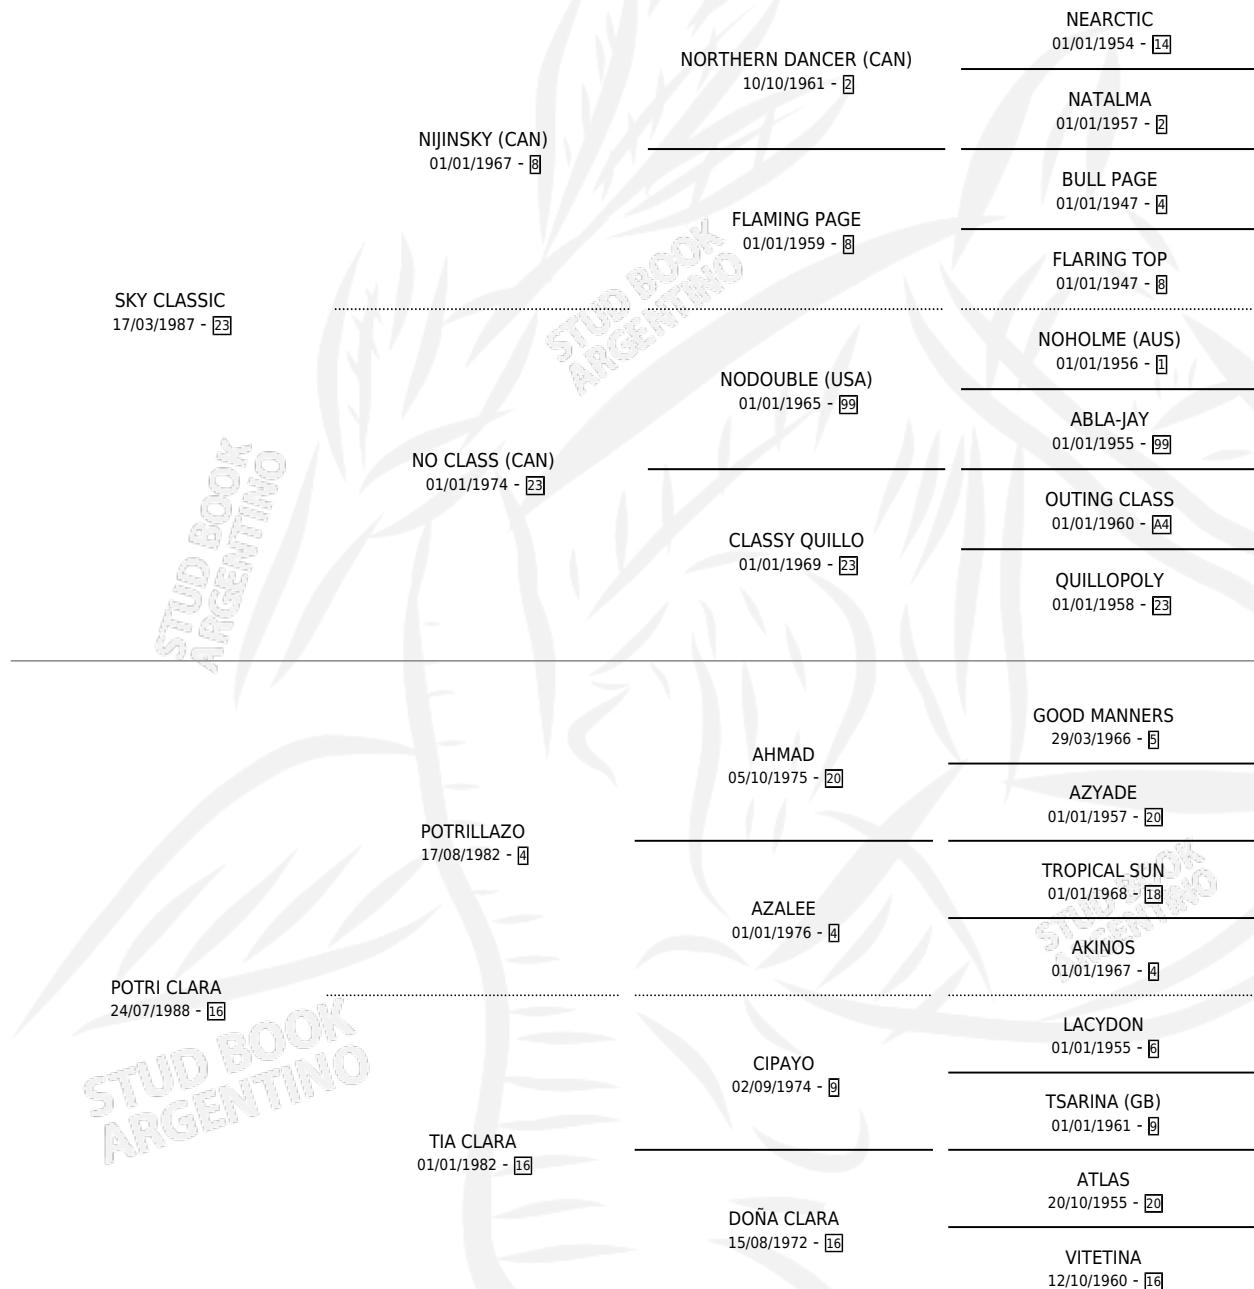 NEARCTIC
01/01/1954 - 14
NORTHERN DANCER (CAN)
10/10/1961 - 2
NATALMA
01/01/1957 - 2
NIJINSKY (CAN)
01/01/1967 - 8
BULL PAGE
01/01/1947 - 4
FLAMING PAGE
01/01/1959 - 8
FLARING TOP
01/01/1947 - 8
SKY CLASSIC
17/03/1987 - 23
NOHOLME (AUS)
01/01/1956 - 1
NODOUBLE (USA)
01/01/1965 - 99
ABLA-JAY
01/01/1955 - 99
NO CLASS (CAN)
01/01/1974 - 23
OUTING CLASS
01/01/1960 - A4
CLASSY QUILLO
01/01/1969 - 23
QUILLOPOLY
01/01/1958 - 23
GOOD MANNERS
29/03/1966 - 5
AHMAD
05/10/1975 - 20
AZYADE
01/01/1957 - 20
POTRILLAZO
17/08/1982 - 4
TROPICAL SUN
01/01/1968 - 18
AZALEE
01/01/1976 - 4
AKINOS
01/01/1967 - 4
POTRI CLARA
24/07/1988 - 16
LACYDON
01/01/1955 - 6
CIPAYO
02/09/1974 - 9
TSARINA (GB)
01/01/1961 - 9
TIA CLARA
01/01/1982 - 16
ATLAS
20/10/1955 - 20
DOÑA CLARA
15/08/1972 - 16
VITETINA
12/10/1960 - 16
STUD BOOK
ARGENTINO
STUD BOOK
ARGENTINO
STUD BOOK
ARGENTINO
STUD BOOK
ARGENTINO